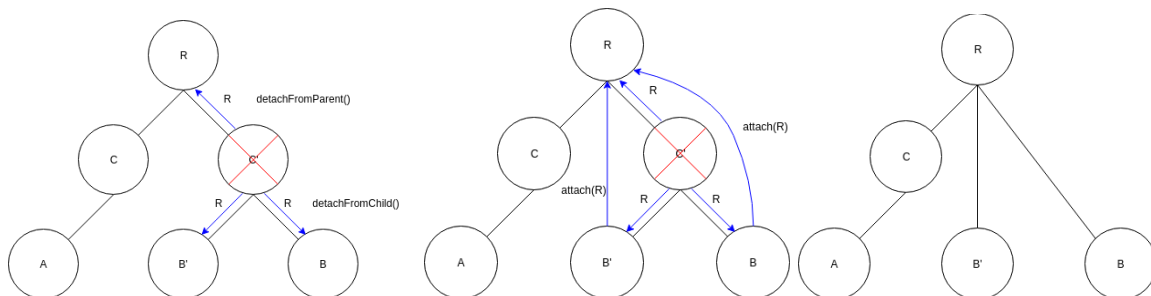 R
R
detachFromParent()
C
C'
R
R
detachFromChild()
A
B'
B
R
R
attach(R)
C
C'
attach(R)
R
R
A
B'
B
R
C
A
B'
B